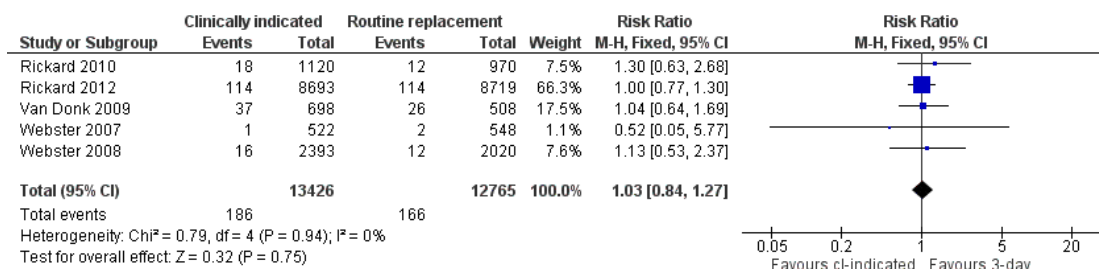 Clinically indicated Routine replacement Risk Ratio Risk Ratio
Study or Subgroup Events Total Events Total Weight M-H, Fixed, 95% CI M-H, Fixed, 95% CI
Rickard 2010 18 1120 12 970 7.5% 1.30 [0.63, 2.68]
Rickard 2012 114 8693 114 8719 66.3% 1.00 [0.77, 1.30]
Van Donk 2009 37 698 26 508 17.5% 1.04 [0.64, 1.69]
Webster 2007 1 522 2 548 1.1% 0.52 [0.05, 5.77]
Webster 2008 16 2393 12 2020 7.6% 1.13 [0.53, 2.37]
Total (95% CI) 13426 12765 100.0% 1.03 [0.84, 1.27]
Total events 186 166
Heterogeneity: Chi² = 0.79, df = 4 (P = 0.94); I² = 0%
Test for overall effect: Z = 0.32 (P = 0.75)
0.05 0.2 1 5 20
Favours cl-indicated Favours 3-day